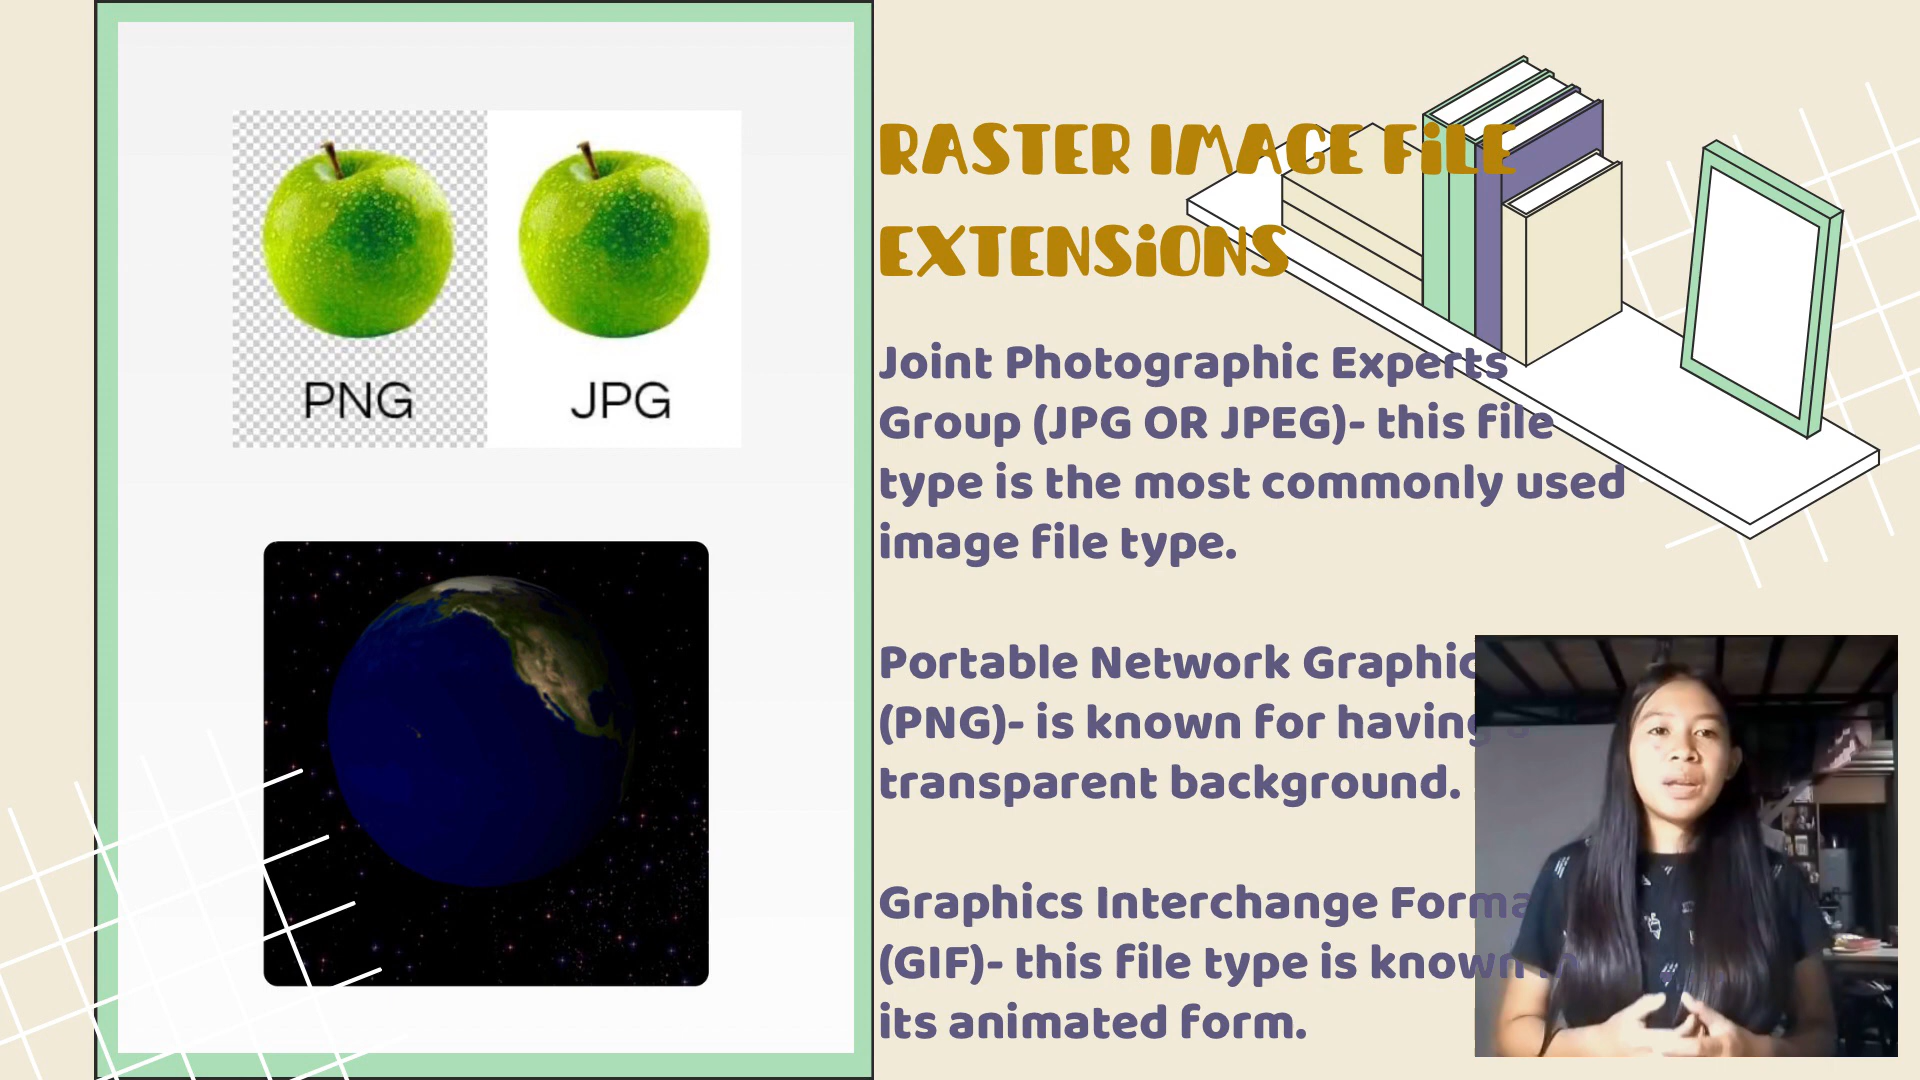 PNG
JPG
RASTER IMAGE FiLE
EXTENSiONS
Joint Photographic Experts
Group (JPG OR JPEG)- this file
type is the most commonly used
image file type.
Portable Network Graphic
(PNG)- is known for having a
transparent background.
Graphics Interchange Forma
(GIF)- this file type is known in
its animated form.